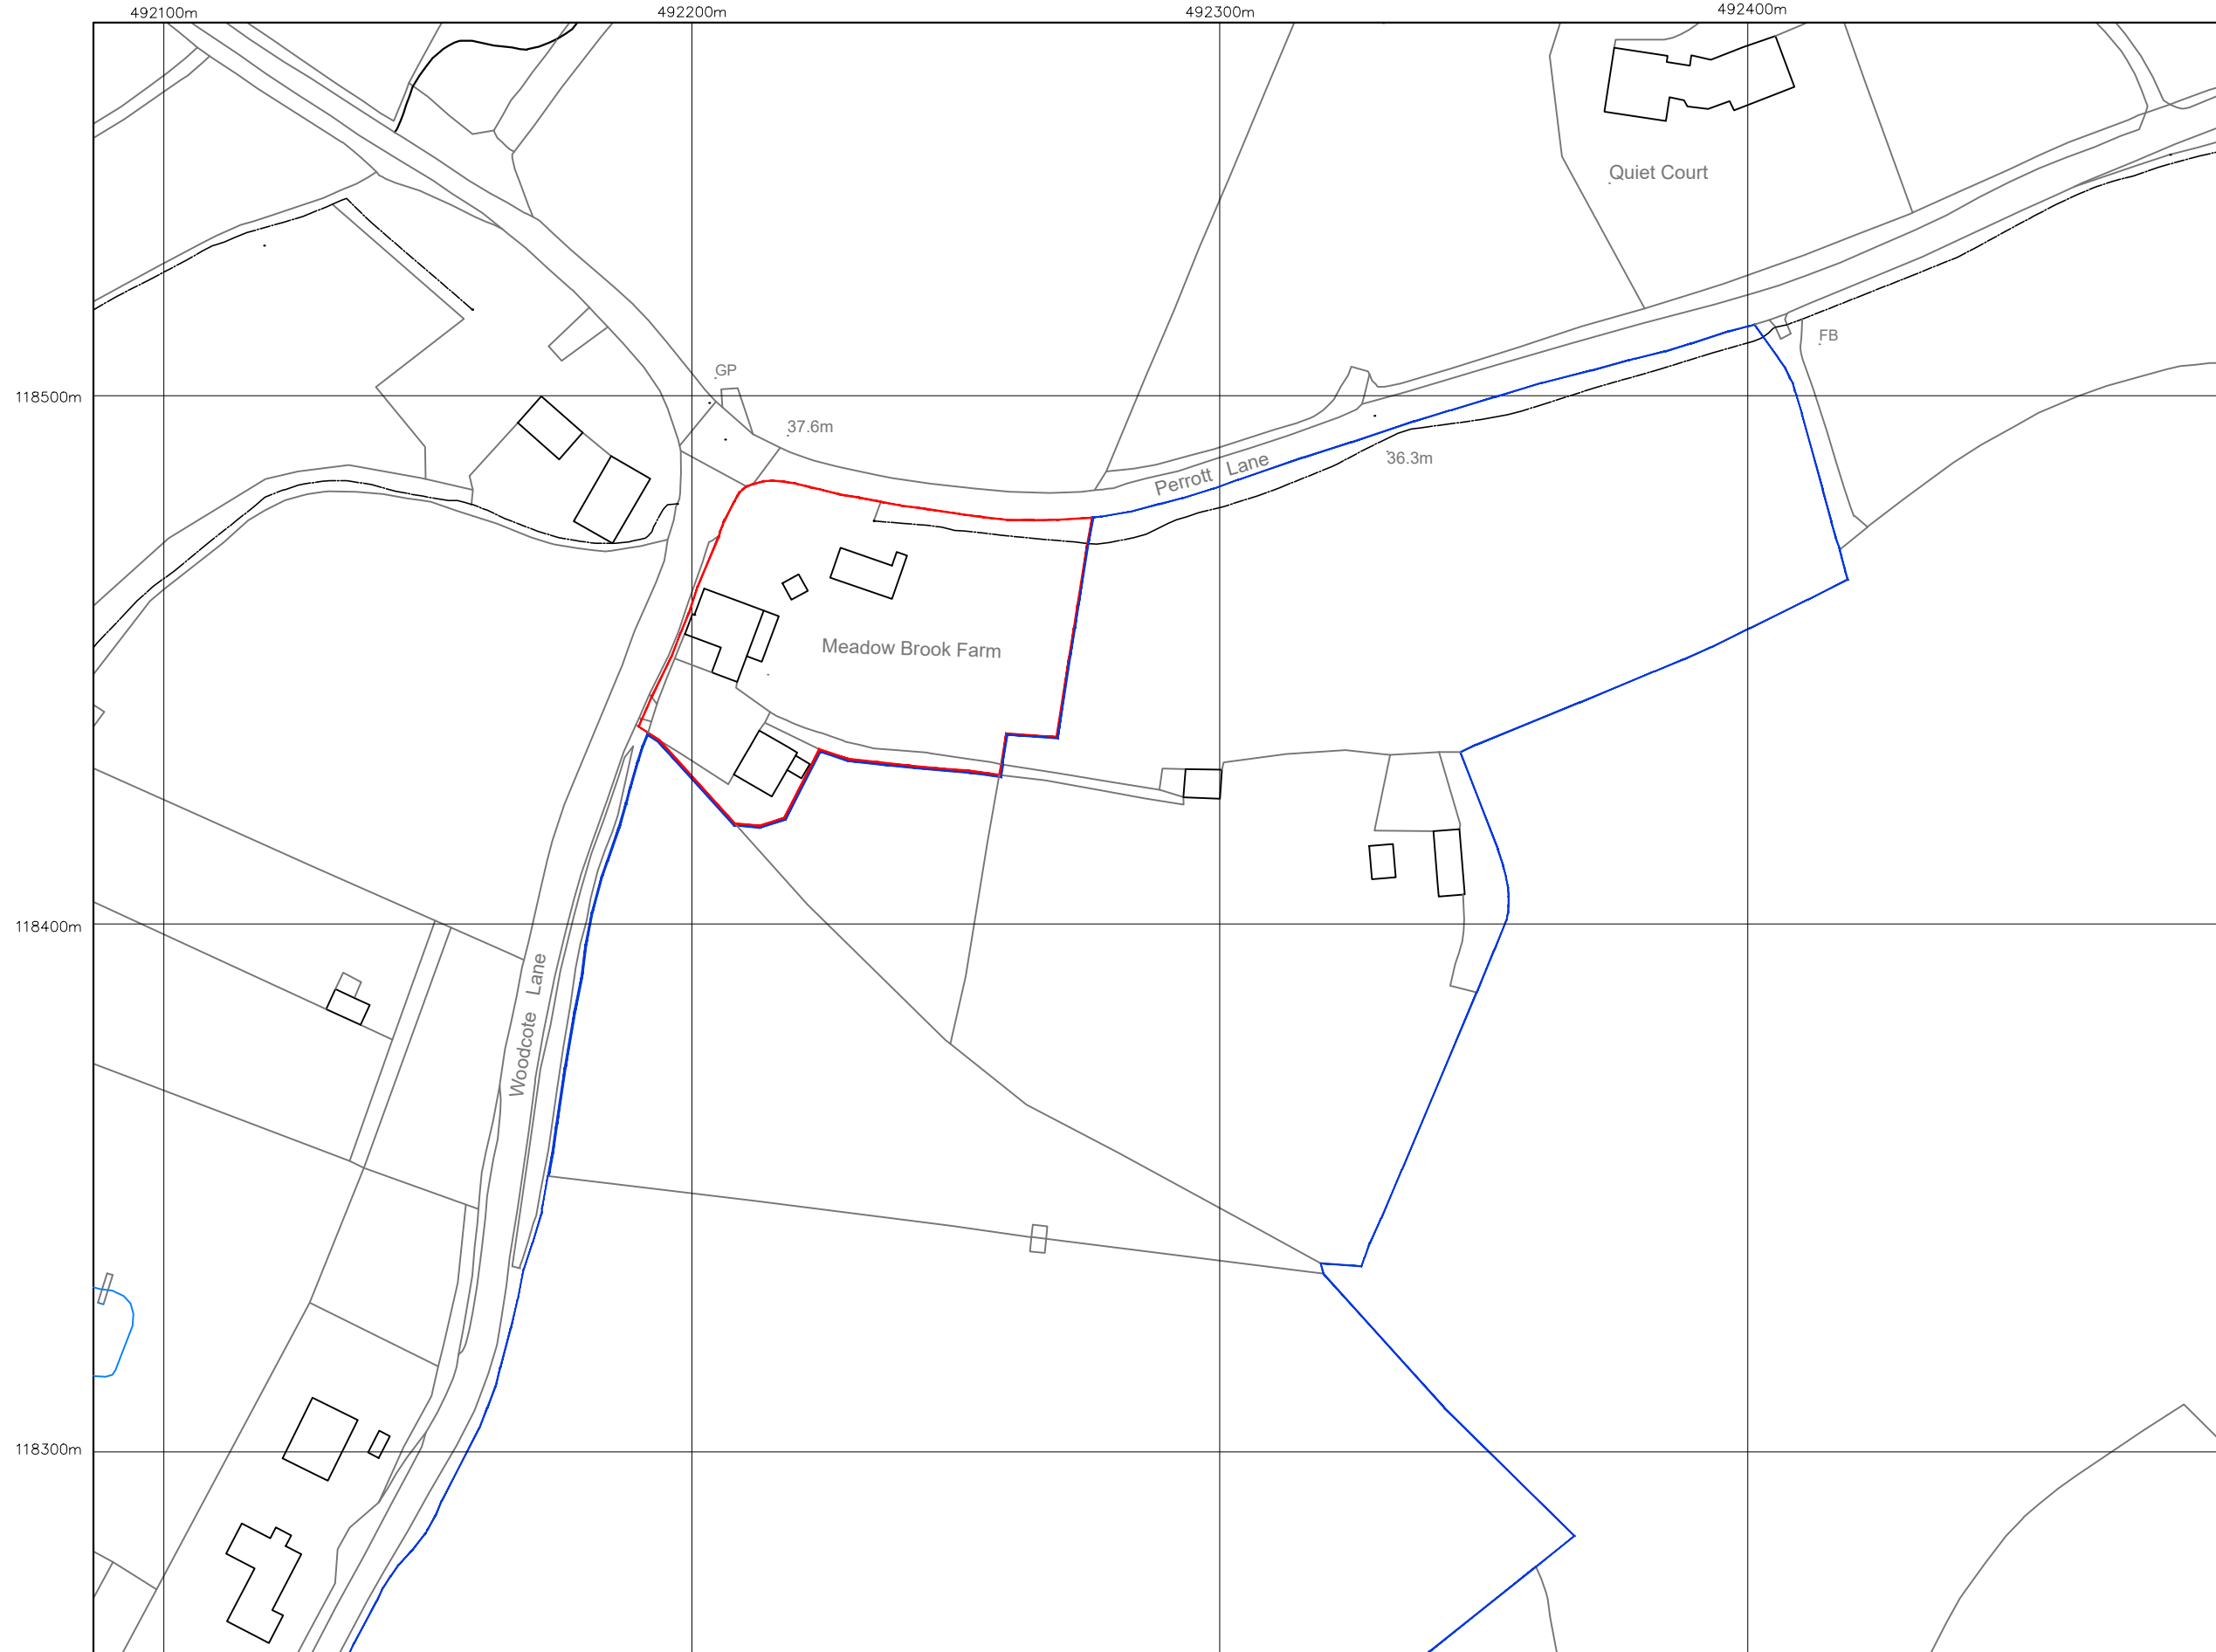 492100m
492200m
492300m
492400m
Quiet Court
FB
GP
118500m
37.6m
36.3m
Perrott Lane
Meadow Brook Farm
118400m
Woodcote Lane
118300m